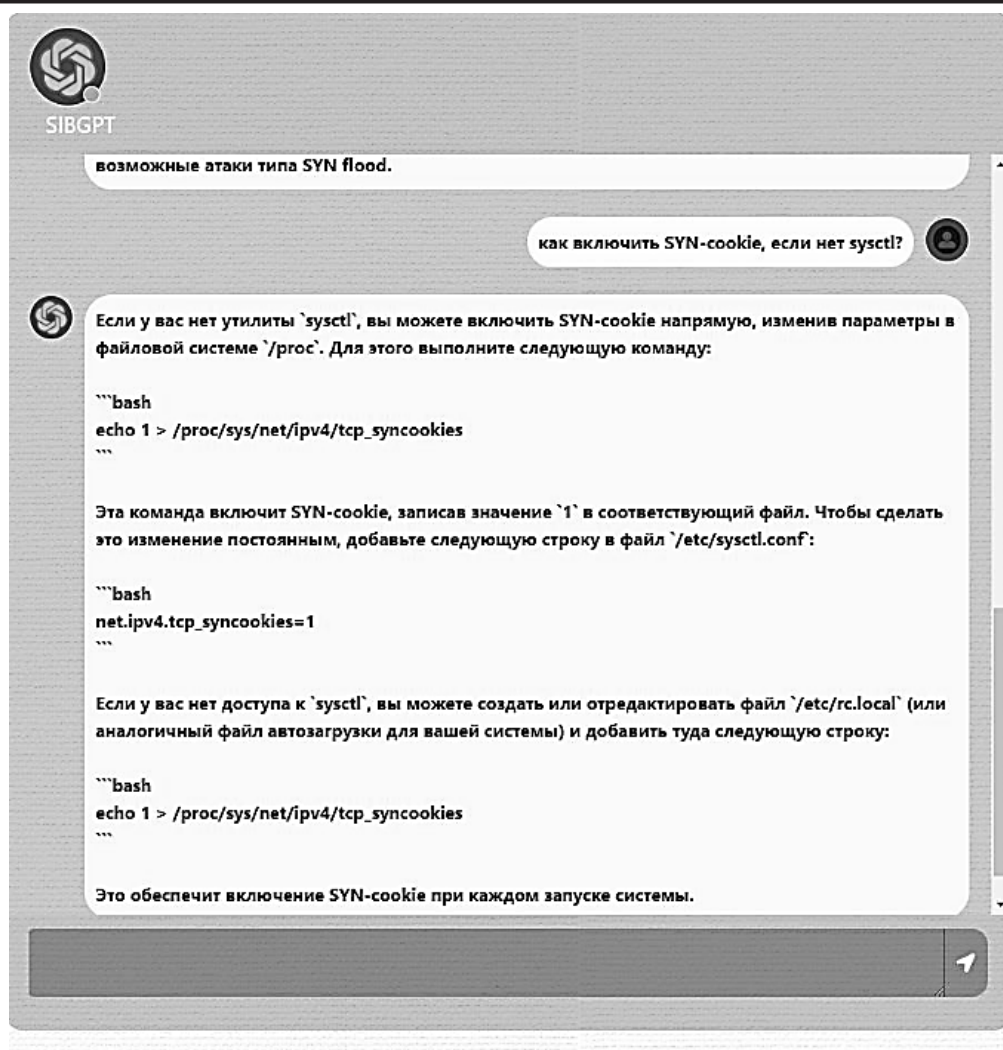 SIBGPT
возможные атаки типа SYN flood.
как включить SYN-cookie, если нет sysctl?
Если у вас нет утилиты `sysctl`, вы можете включить SYN-cookie напрямую, изменив параметры в
файловой системе `/proc`. Для этого выполните следующую команду:
```bash
echo 1 > /proc/sys/net/ipv4/tcp_syncookies
```
Эта команда включит SYN-cookie, записав значение `1` в соответствующий файл. Чтобы сделать
это изменение постоянным, добавьте следующую строку в файл `/etc/sysctl.conf`:
```bash
net.ipv4.tcp_syncookies=1
```
Если у вас нет доступа к `sysctl`, вы можете создать или отредактировать файл `/etc/rc.local` (или
аналогичный файл автозагрузки для вашей системы) и добавить туда следующую строку:
```bash
echo 1 > /proc/sys/net/ipv4/tcp_syncookies
```
Это обеспечит включение SYN-cookie при каждом запуске системы.